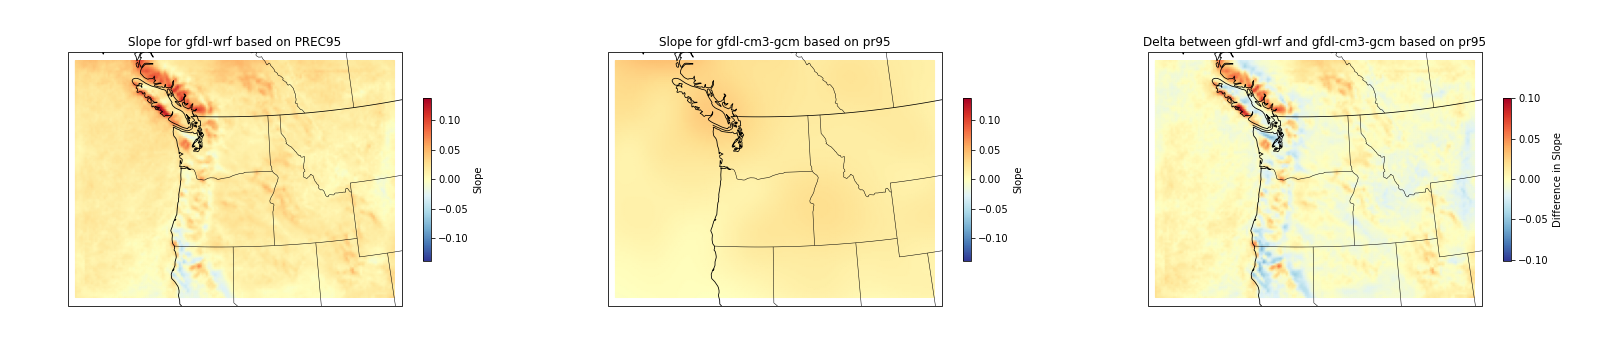 Slope for gfdl-wrf based on PREC95
0.10
0.05
0.00
−0.05
−0.10
Slope
Slope for gfdl-cm3-gcm based on pr95
0.10
0.05
0.00
−0.05
−0.10
Slope
Delta between gfdl-wrf and gfdl-cm3-gcm based on pr95
0.10
0.05
0.00
−0.05
−0.10
Difference in Slope